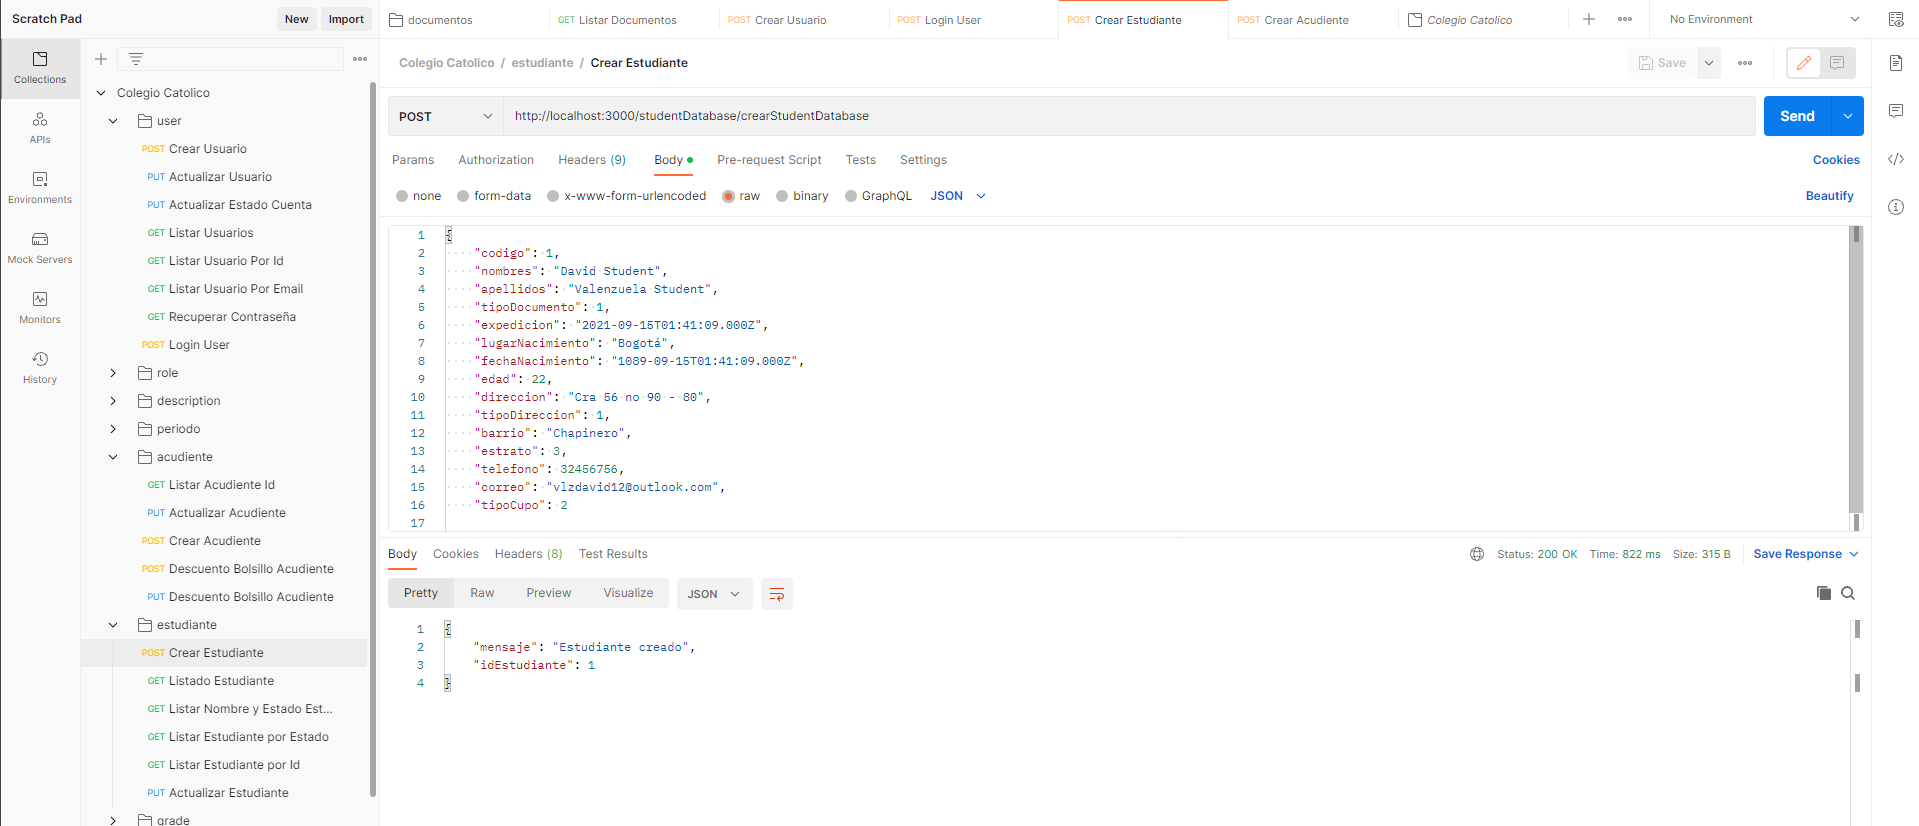 Scratch Pad
New
Import
documentos
GET Listar Documentos
POST Crear Usuario
POST Login User
POST Crear Estudiante
POST Crear Acudiente
Colegio Catolico
No Environment
Collections
APIs
Environments
Mock Servers
Monitors
History
Colegio Catolico
user
POST Crear Usuario
PUT Actualizar Usuario
PUT Actualizar Estado Cuenta
GET Listar Usuarios
GET Listar Usuario Por Id
GET Listar Usuario Por Email
GET Recuperar Contraseña
POST Login User
role
description
periodo
acudiente
GET Listar Acudiente Id
PUT Actualizar Acudiente
POST Crear Acudiente
POST Descuento Bolsillo Acudiente
PUT Descuento Bolsillo Acudiente
estudiante
POST Crear Estudiante
GET Listado Estudiante
GET Listar Nombre y Estado Est...
GET Listar Estudiante por Estado
GET Listar Estudiante por Id
PUT Actualizar Estudiante
grade
Colegio Catolico / estudiante / Crear Estudiante
Save
POST
http://localhost:3000/studentDatabase/crearStudentDatabase
Send
Params
Authorization
Headers (9)
Body
Pre-request Script
Tests
Settings
Cookies
none
form-data
x-www-form-urlencoded
raw
binary
GraphQL
JSON
Beautify
1 {
2 "codigo": 1,
3 "nombres": "David Student",
4 "apellidos": "Valenzuela Student",
5 "tipoDocumento": 1,
6 "expedicion": "2021-09-15T01:41:09.000Z",
7 "lugarNacimiento": "Bogotá",
8 "fechaNacimiento": "1089-09-15T01:41:09.000Z",
9 "edad": 22,
10 "direccion": "Cra 56 no 90 - 80",
11 "tipoDireccion": 1,
12 "barrio": "Chapinero",
13 "estrato": 3,
14 "telefono": 32456756,
15 "correo": "vlzdavid12@outlook.com",
16 "tipoCupo": 2
17
Body
Cookies
Headers (8)
Test Results
Status: 200 OK
Time: 822 ms
Size: 315 B
Save Response
Pretty
Raw
Preview
Visualize
JSON
1 {
2 "mensaje": "Estudiante creado",
3 "idEstudiante": 1
4 }